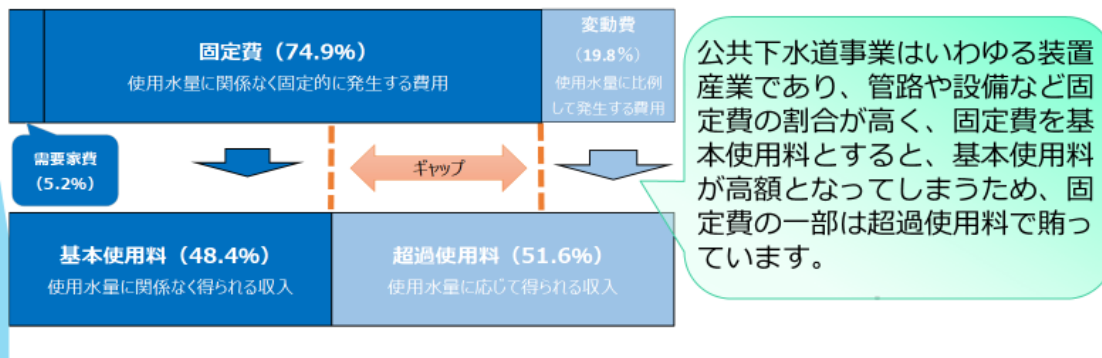 固定費（74.9%）
使用水量に関係なく固定的に発生する費用
変動費
（19.8%）
使用水量に比例
して発生する費用
需要家費
（5.2%）
ギャップ
基本使用料（48.4%）
使用水量に関係なく得られる収入
超過使用料（51.6%）
使用水量に応じて得られる収入
公共下水道事業はいわゆる装置
産業であり、管路や設備など固
定費の割合が高く、固定費を基
本使用料とすると、基本使用料
が高額となってしまうため、固
定費の一部は超過使用料で賄っ
ています。